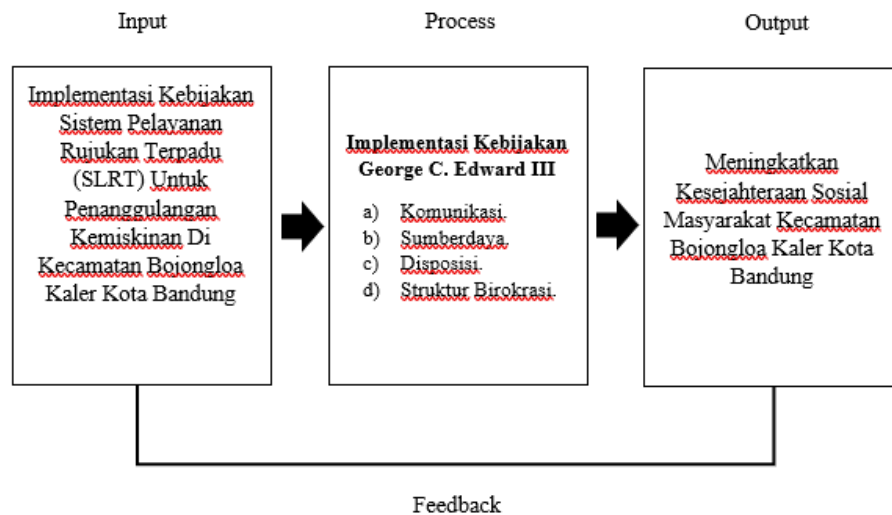 Input
Process
Output
Implementasi Kebijakan
Sistem Pelayanan
Rujukan Terpadu
(SLRT) Untuk
Penanggulangan
Kemiskinan Di
Kecamatan Bojongloa
Kaler Kota Bandung
Implementasi Kebijakan
George C. Edward III
a) Komunikasi.
b) Sumberdaya.
c) Disposisi.
d) Struktur Birokrasi.
Meningkatkan
Kesejahteraan Sosial
Masyarakat Kecamatan
Bojongloa Kaler Kota
Bandung
Feedback